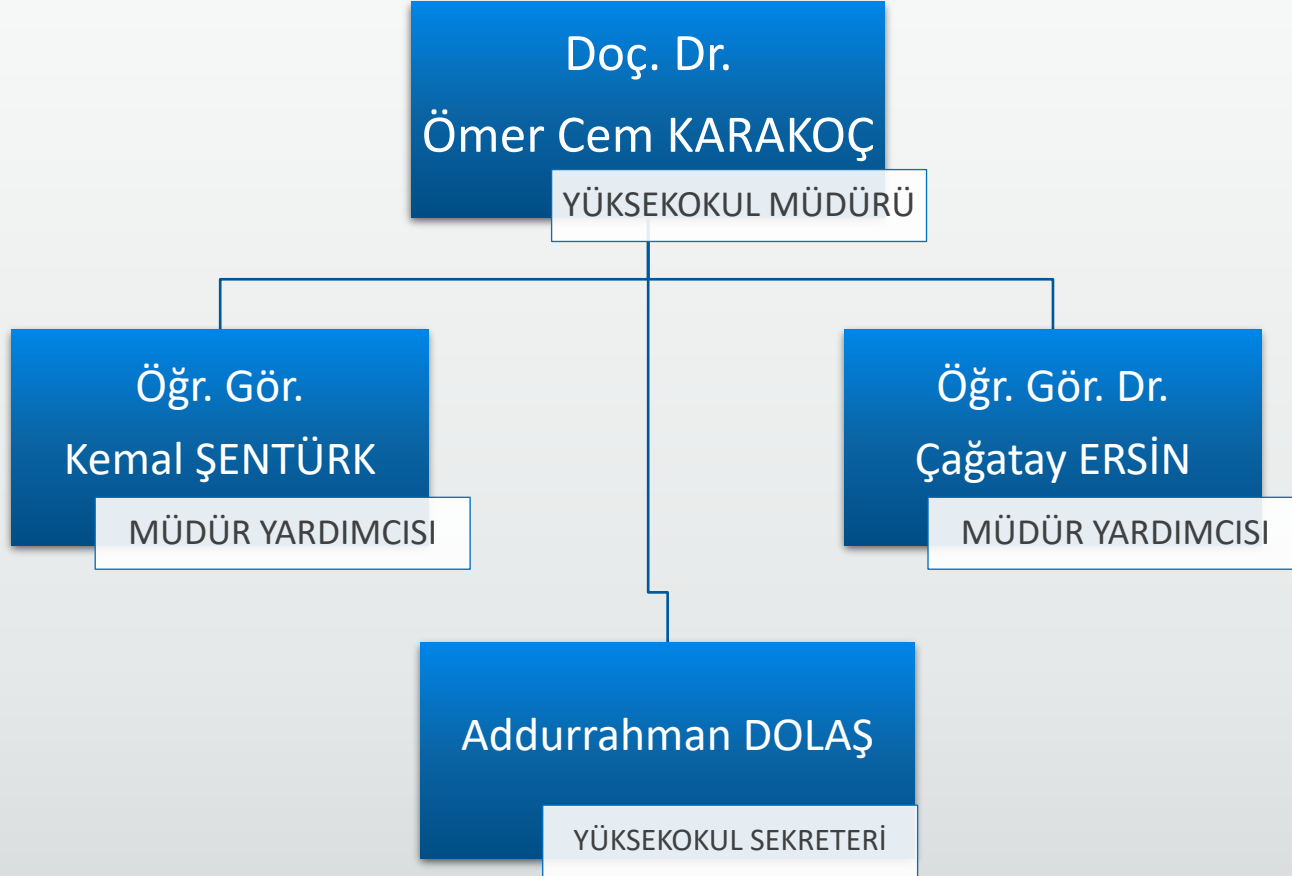 Doç. Dr.
Ömer Cem KARAKOÇ
YÜKSEKOKUL MÜDÜRÜ
Öğr. Gör.
Kemal ŞENTÜRK
MÜDÜR YARDIMCISI
Öğr. Gör. Dr.
Çağatay ERSİN
MÜDÜR YARDIMCISI
Addurrahman DOLAŞ
YÜKSEKOKUL SEKRETERİ